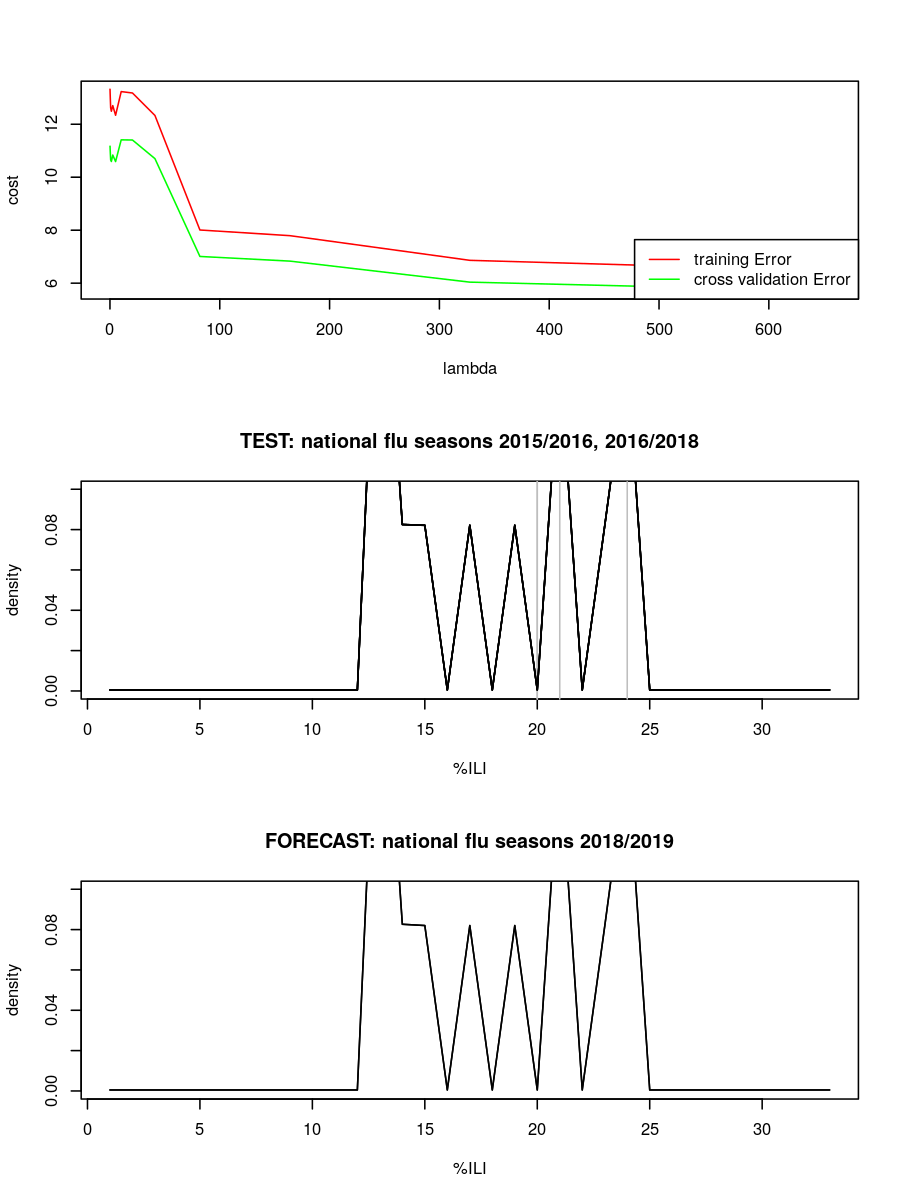 12
10
8
6
cost
training Error
cross validation Error
0 100 200 300 400 500 600
lambda
TEST: national flu seasons 2015/2016, 2016/2018
0.08
0.04
0.00
density
0 5 10 15 20 25 30
%ILI
FORECAST: national flu seasons 2018/2019
0.08
0.04
0.00
density
0 5 10 15 20 25 30
%ILI